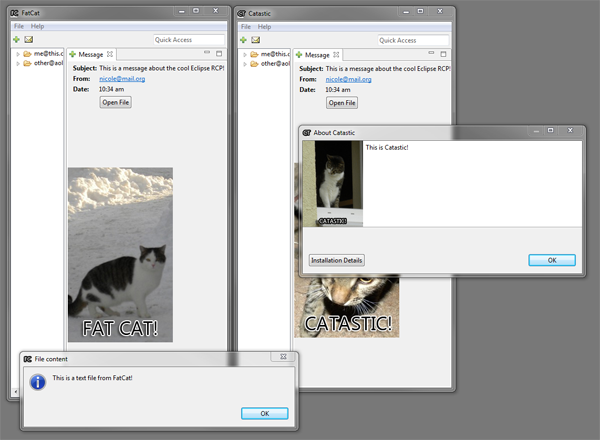 FatCat
File Help
Quick Access
me@this.c
other@aol
Message
Subject: This is a message about the cool Eclipse RCP!
From: nicole@mail.org
Date: 10:34 am
Open File
FAT CAT!
Catastic
File Help
Quick Access
me@this.c
other@aol
Message
Subject: This is a message about the cool Eclipse RCP!
From: nicole@mail.org
Date: 10:34 am
Open File
CATASTIC!
About Catastic
This is Catastic!
CATASTIC!
Installation Details
OK
File content
This is a text file from FatCat!
OK